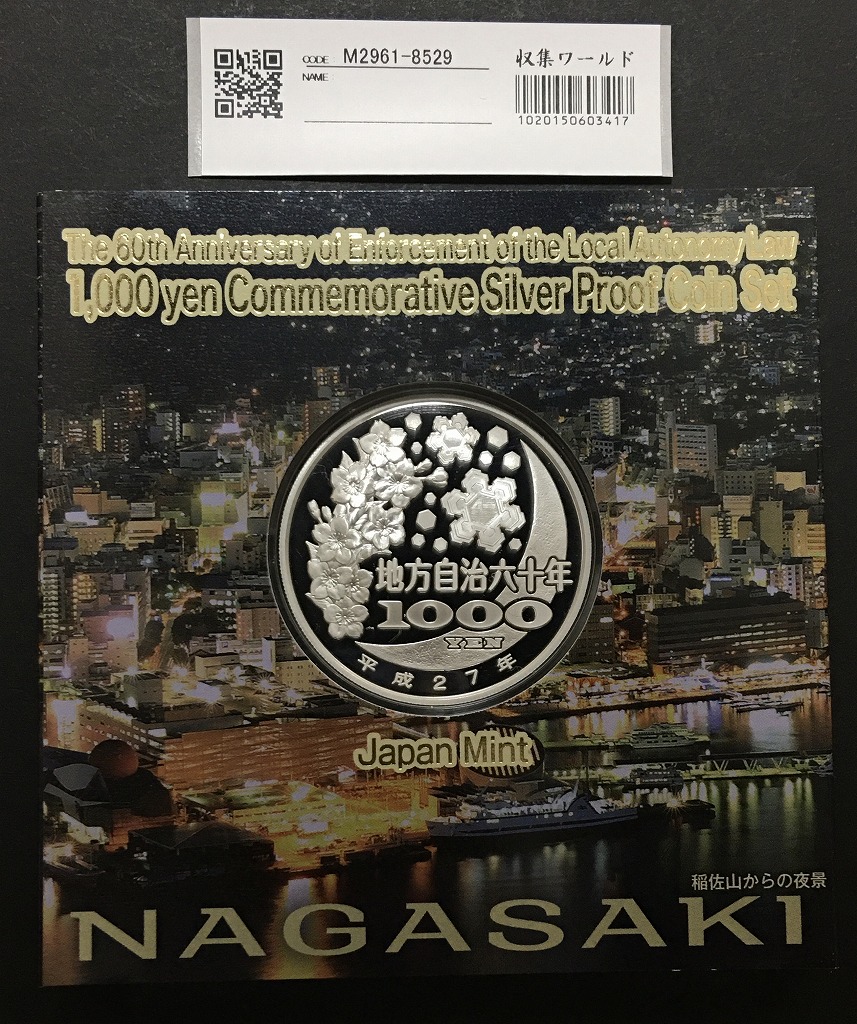 CODE : M2961-8529
NAME :
収集ワールド
1020150603417
The 60th Anniversary of Enforcement of the Local Autonomy Law
1,000 yen Commemorative Silver Proof Coin Set
地方自治六十年
1000
YEN
平成27年
Japan Mint
稲佐山からの夜景
NAGASAKI